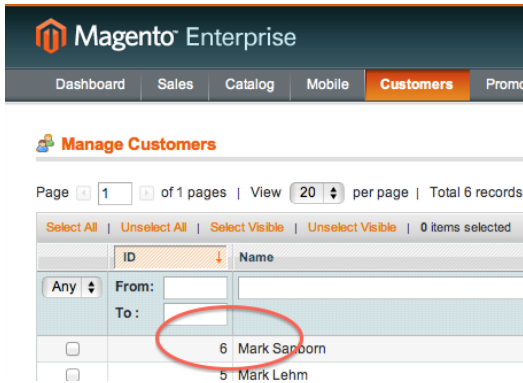 Magento Enterprise
Dashboard Sales Catalog Mobile Customers Promo
Manage Customers
Page 1 of 1 pages | View 20 per page | Total 6 records
Select All | Unselect All | Select Visible | Unselect Visible | 0 items selected
ID ↓ Name
Any From:
To :
6 Mark Sanborn
5 Mark Lehm